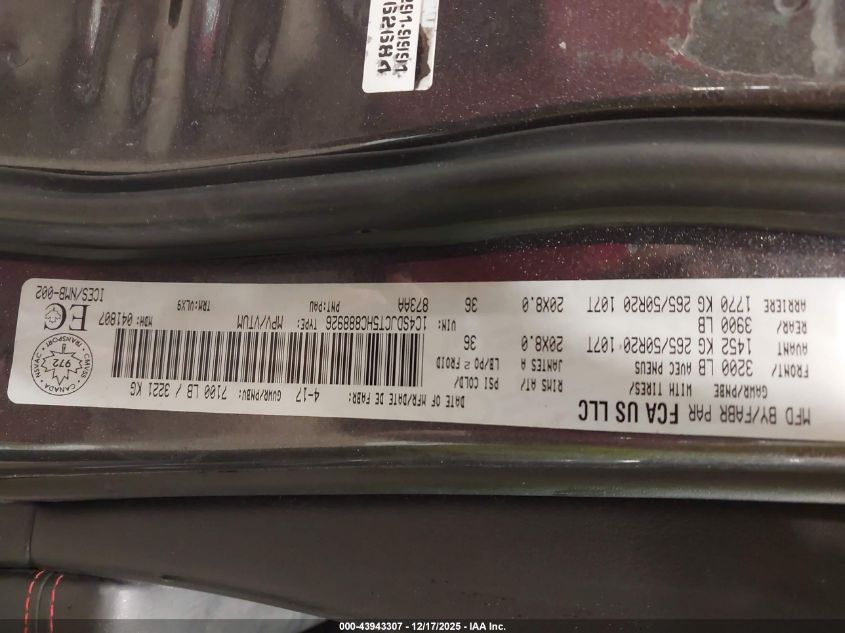 MFD BY/FABR PAR FCA US LLC
DATE OF MFR/DATE DE FABR: 4-17 GVWR/PNBV: 7100 LB / 3221 KG
GAWR/PNBE WITH TIRES/ RIMS AT/ PSI COLD/
FRONT/ 3200 LB AVEC PNEUS JANTES A LB/PO 2 FROID
AVANT 1452 KG 265/50R20 107T 20X8.0 36
REAR/ 3900 LB
ARRIERE 1770 KG 265/50R20 107T 20X8.0 36
VIN: 1C4SDJCT5HC888926 TYPE: MPV/VTUM MDH: 041807
873AA PNT: PAU TRM: VLX9
TRANSPORT
972
CANADA
EC
ICES/NMB-002
000-43943307 - 12/17/2025 - IAA Inc.